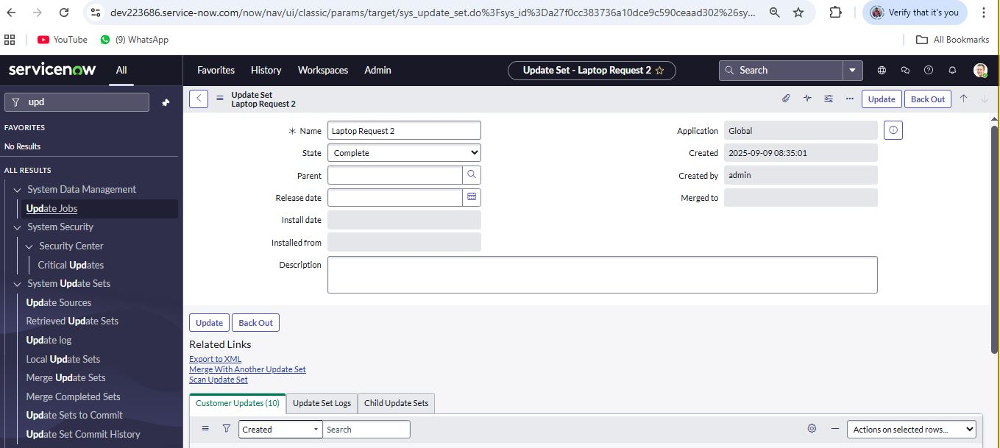 dev223686.service-now.com/now/nav/ui/classic/params/target/sys_update_set.do%3Fsys_id%3Da27f0cc383736a10dce9c590ceaad302%26sy...
Verify that it's you
YouTube
(9) WhatsApp
All Bookmarks
servicenow
All
Favorites
History
Workspaces
Admin
Update Set - Laptop Request 2
Search
upd
FAVORITES
No Results
ALL RESULTS
System Data Management
Update Jobs
System Security
Security Center
Critical Updates
System Update Sets
Update Sources
Retrieved Update Sets
Update log
Local Update Sets
Merge Update Sets
Merge Completed Sets
Update Sets to Commit
Update Set Commit History
Update Set
Laptop Request 2
Update
Back Out
Name Laptop Request 2
State Complete
Parent
Release date
Install date
Installed from
Description
Application Global
Created 2025-09-09 08:35:01
Created by admin
Merged to
Update
Back Out
Related Links
Export to XML
Merge With Another Update Set
Scan Update Set
Customer Updates (10)
Update Set Logs
Child Update Sets
Created
Search
Actions on selected rows...